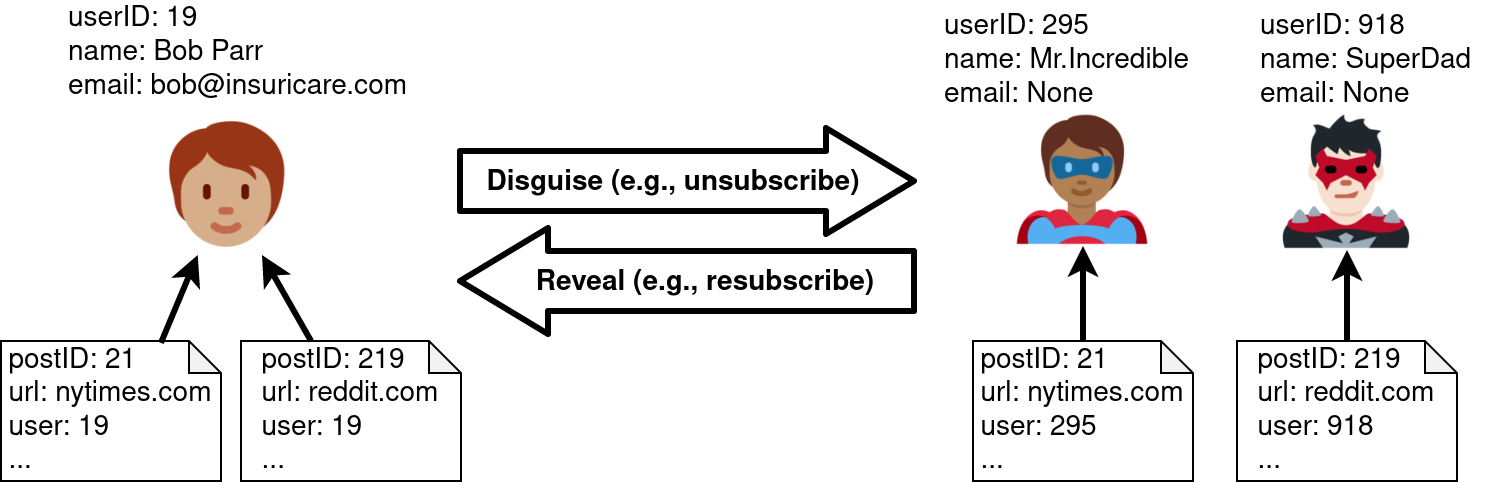 userID: 19
name: Bob Parr
email: bob@insuricare.com
userID: 295
name: Mr.Incredible
email: None
userID: 918
name: SuperDad
email: None
Disguise (e.g., unsubscribe)
Reveal (e.g., resubscribe)
postID: 21
url: nytimes.com
user: 19
...
postID: 219
url: reddit.com
user: 19
...
postID: 21
url: nytimes.com
user: 295
...
postID: 219
url: reddit.com
user: 918
...